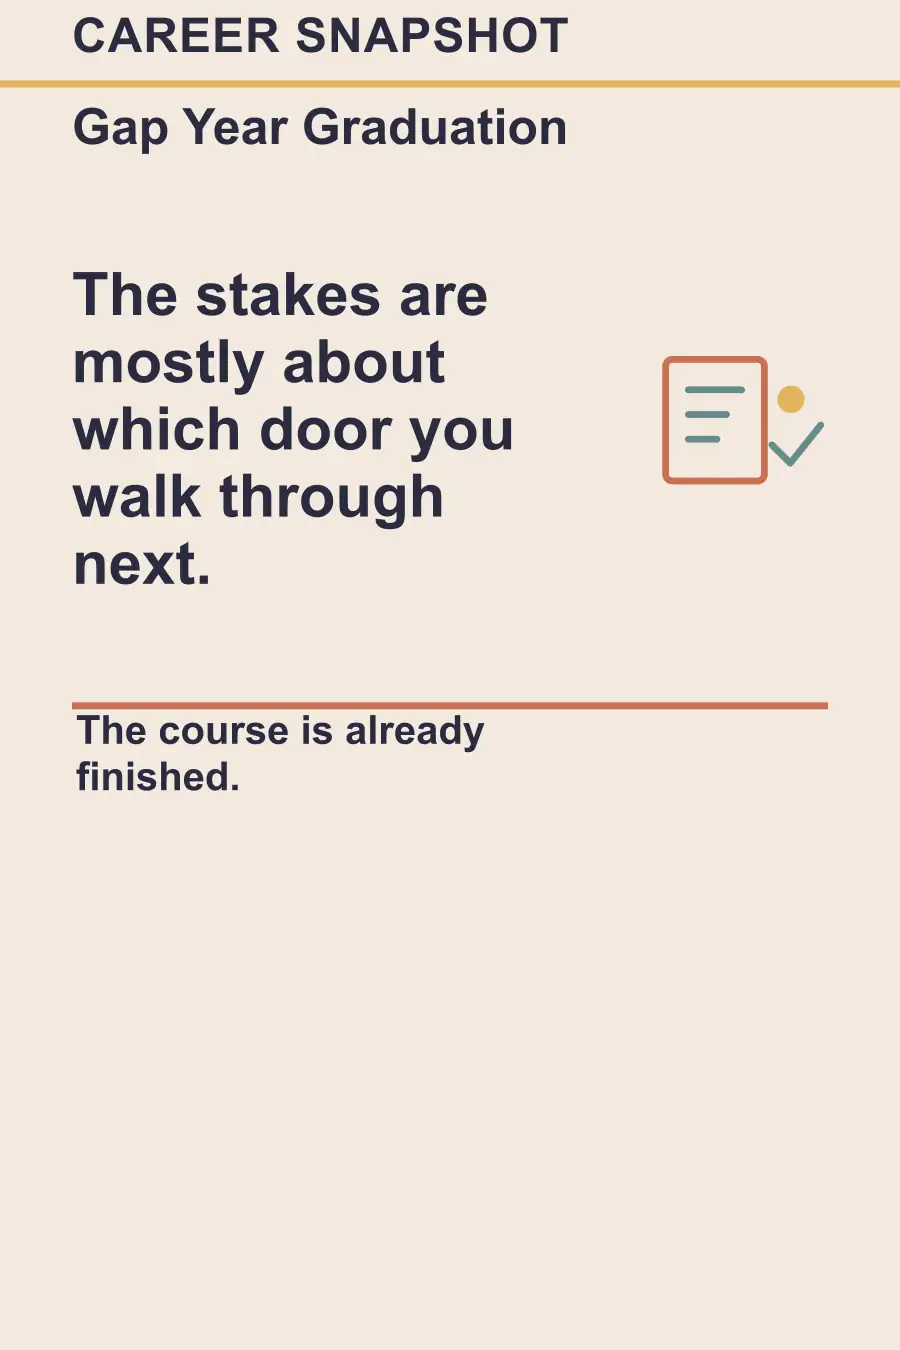 CAREER SNAPSHOT
Gap Year Graduation
The stakes are
mostly about
which door you
walk through
next.
The course is already
finished.